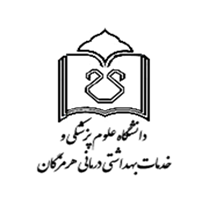 دانشگاه علوم پزشکی و
خدمات بهداشتی درمانی هرمزگان